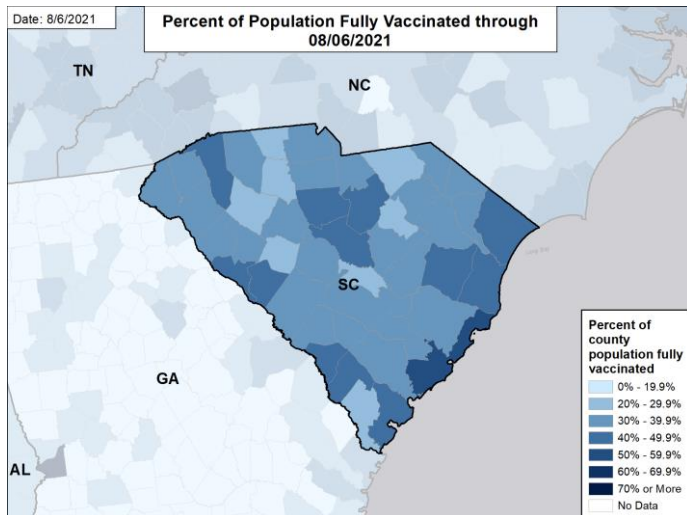 Date: 8/6/2021
Percent of Population Fully Vaccinated through
08/06/2021
TN
NC
SC
GA
AL
Percent of
county
population fully
vaccinated
0% - 19.9%
20% - 29.9%
30% - 39.9%
40% - 49.9%
50% - 59.9%
60% - 69.9%
70% or More
No Data